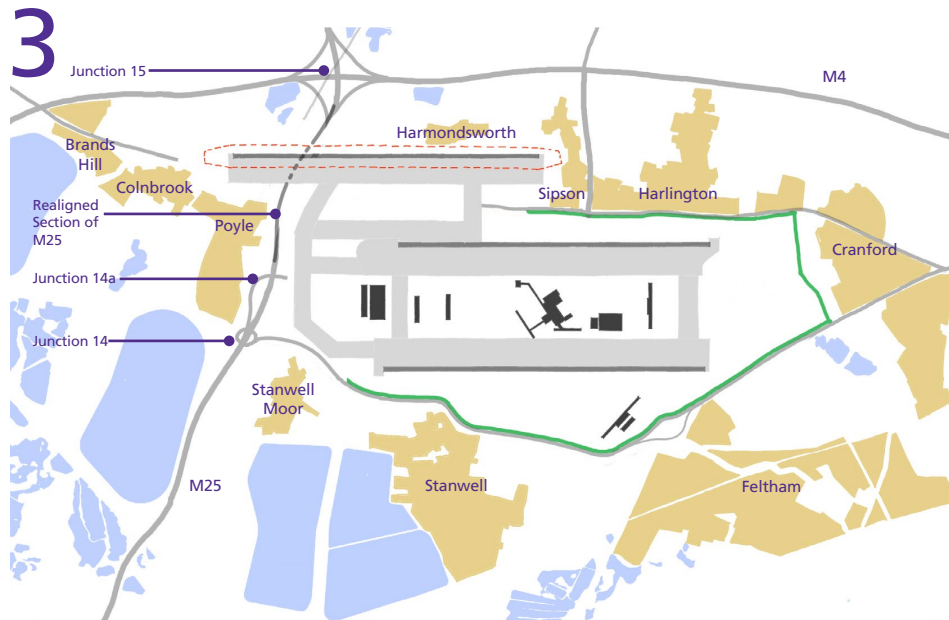 3
Junction 15
M4
Harmondsworth
Brands
Hill
Colnbrook
Sipson
Harlington
Realigned
Section of
M25
Poyle
Cranford
Junction 14a
Junction 14
Stanwell
Moor
M25
Stanwell
Feltham